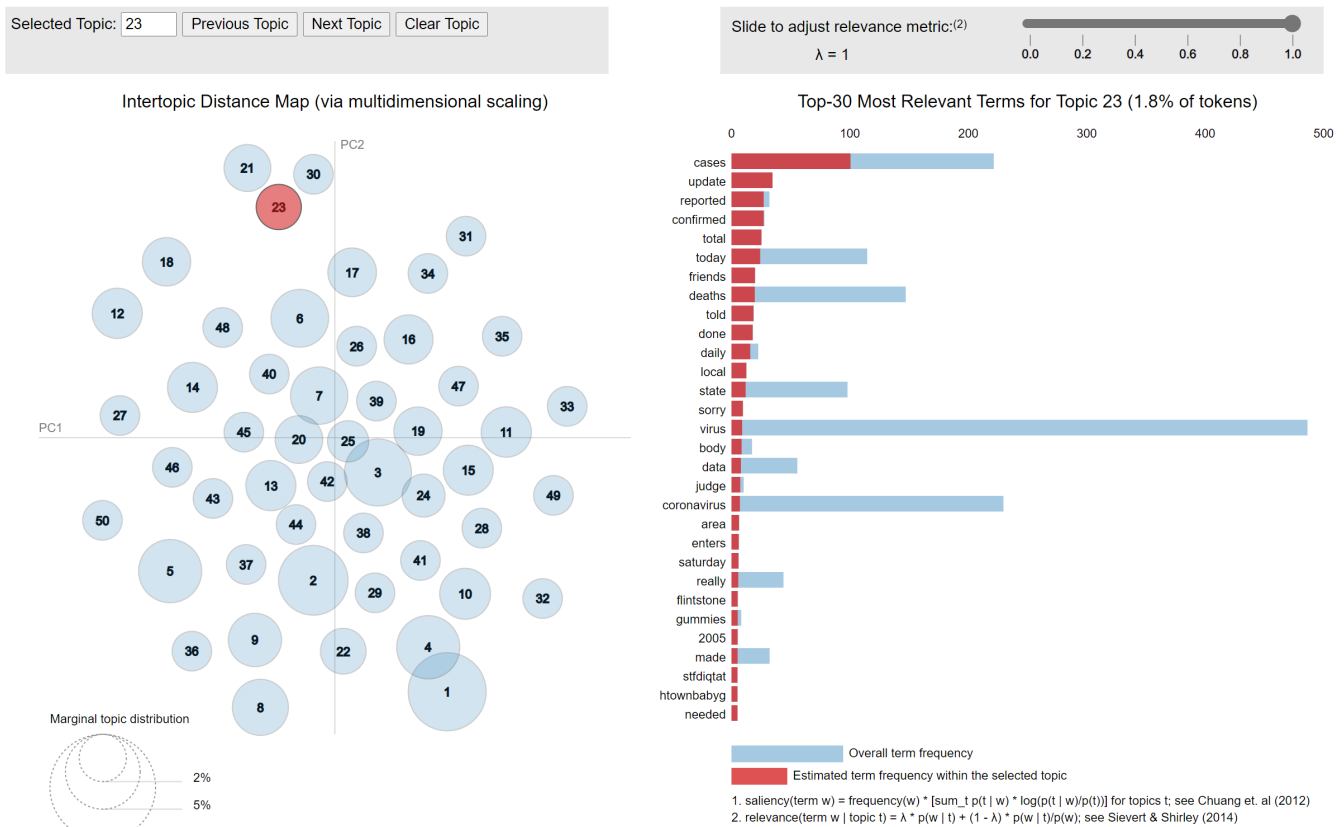 Selected Topic: 23 Previous Topic Next Topic Clear Topic
Slide to adjust relevance metric:(2)
λ = 1
0.0 0.2 0.4 0.6 0.8 1.0
Intertopic Distance Map (via multidimensional scaling)
PC2
PC1
21
30
23
31
18
17
34
12
6
48
16
35
26
40
14
7
47
39
33
27
45
20
25
19
11
46
3
15
13
42
43
24
49
50
44
38
28
5
37
2
41
29
10
32
9
36
22
4
1
8
Marginal topic distribution
2%
5%
Top-30 Most Relevant Terms for Topic 23 (1.8% of tokens)
0 100 200 300 400 500
cases
update
reported
confirmed
total
today
friends
deaths
told
done
daily
local
state
sorry
virus
body
data
judge
coronavirus
area
enters
saturday
really
flintstone
gummies
2005
made
stfdiqtat
htownbabyg
needed
Overall term frequency
Estimated term frequency within the selected topic
1. saliency(term w) = frequency(w) * [sum_t p(t | w) * log(p(t | w)/p(t))] for topics t; see Chuang et. al (2012)
2. relevance(term w | topic t) = λ * p(w | t) + (1 - λ) * p(w | t)/p(w); see Sievert & Shirley (2014)